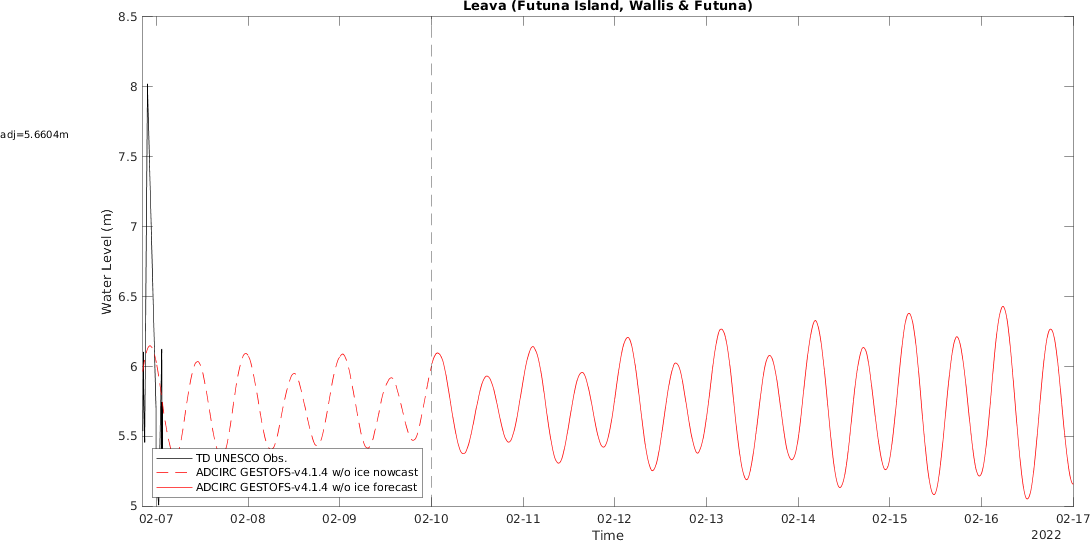 Leava (Futuna Island, Wallis & Futuna)
8.5
8
adj=5.6604m
7.5
7
6.5
6
5.5
5
Water Level (m)
TD UNESCO Obs.
ADCIRC GESTOFS-v4.1.4 w/o ice nowcast
ADCIRC GESTOFS-v4.1.4 w/o ice forecast
02-07 02-08 02-09 02-10 02-11 02-12 02-13 02-14 02-15 02-16 02-17
Time
2022